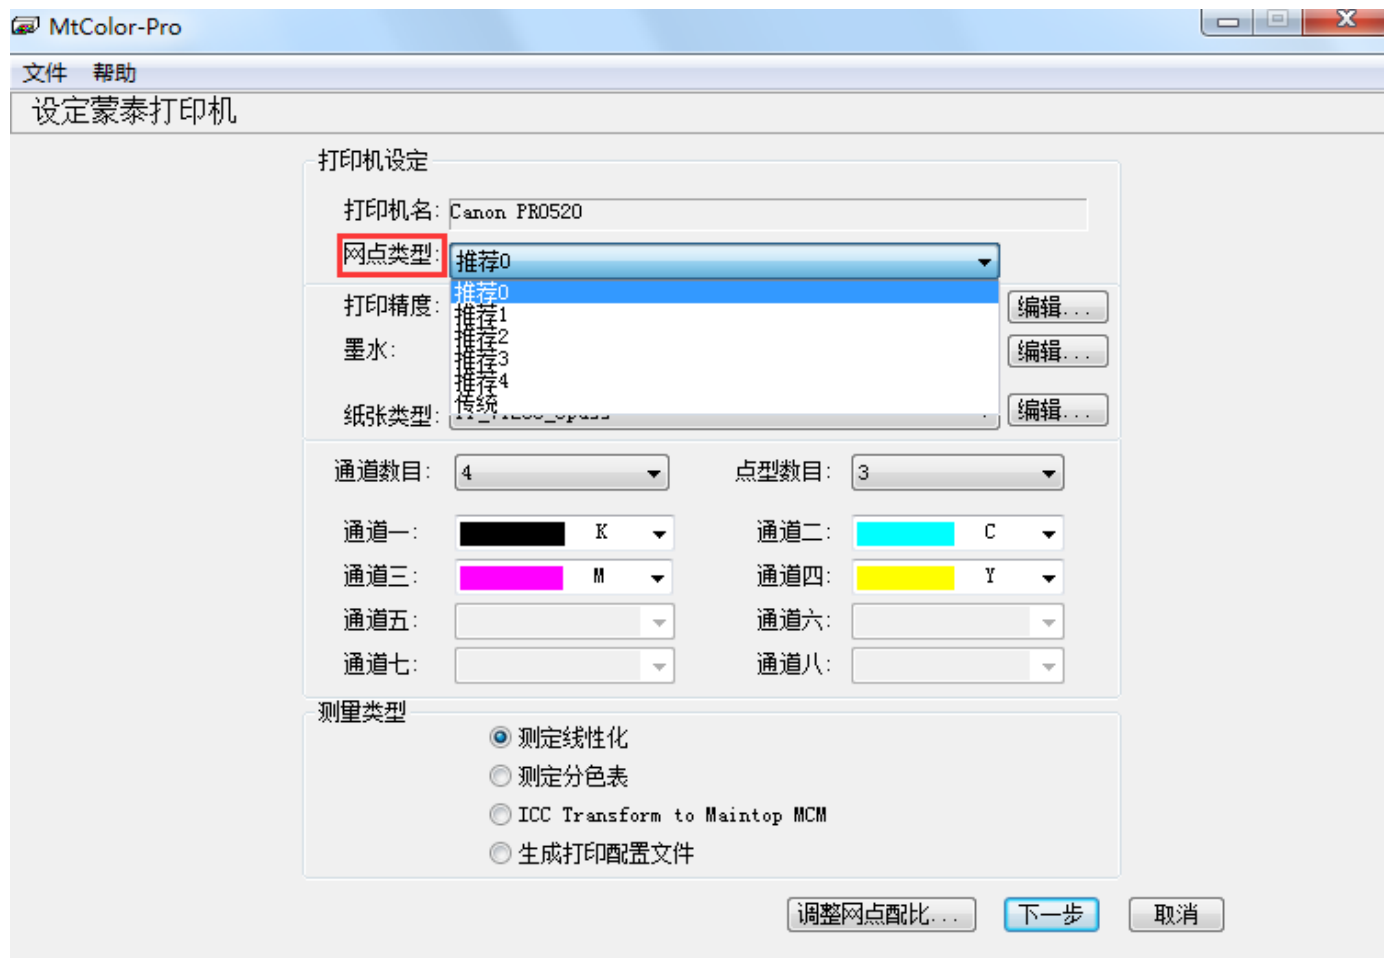 MtColor-Pro
文件 帮助
设定蒙泰打印机
打印机设定
打印机名: Canon PRO520
网点类型: 推荐0
推荐0
推荐1
推荐2
推荐3
推荐4
传统
打印精度: 编辑...
墨水: 编辑...
纸张类型: 编辑...
通道数目: 4 点型数目: 3
通道一: K 通道二: C
通道三: M 通道四: Y
通道五: 通道六:
通道七: 通道八:
测量类型
测定线性化
测定分色表
ICC Transform to Maintop MCM
生成打印配置文件
调整网点配比... 下一步 取消